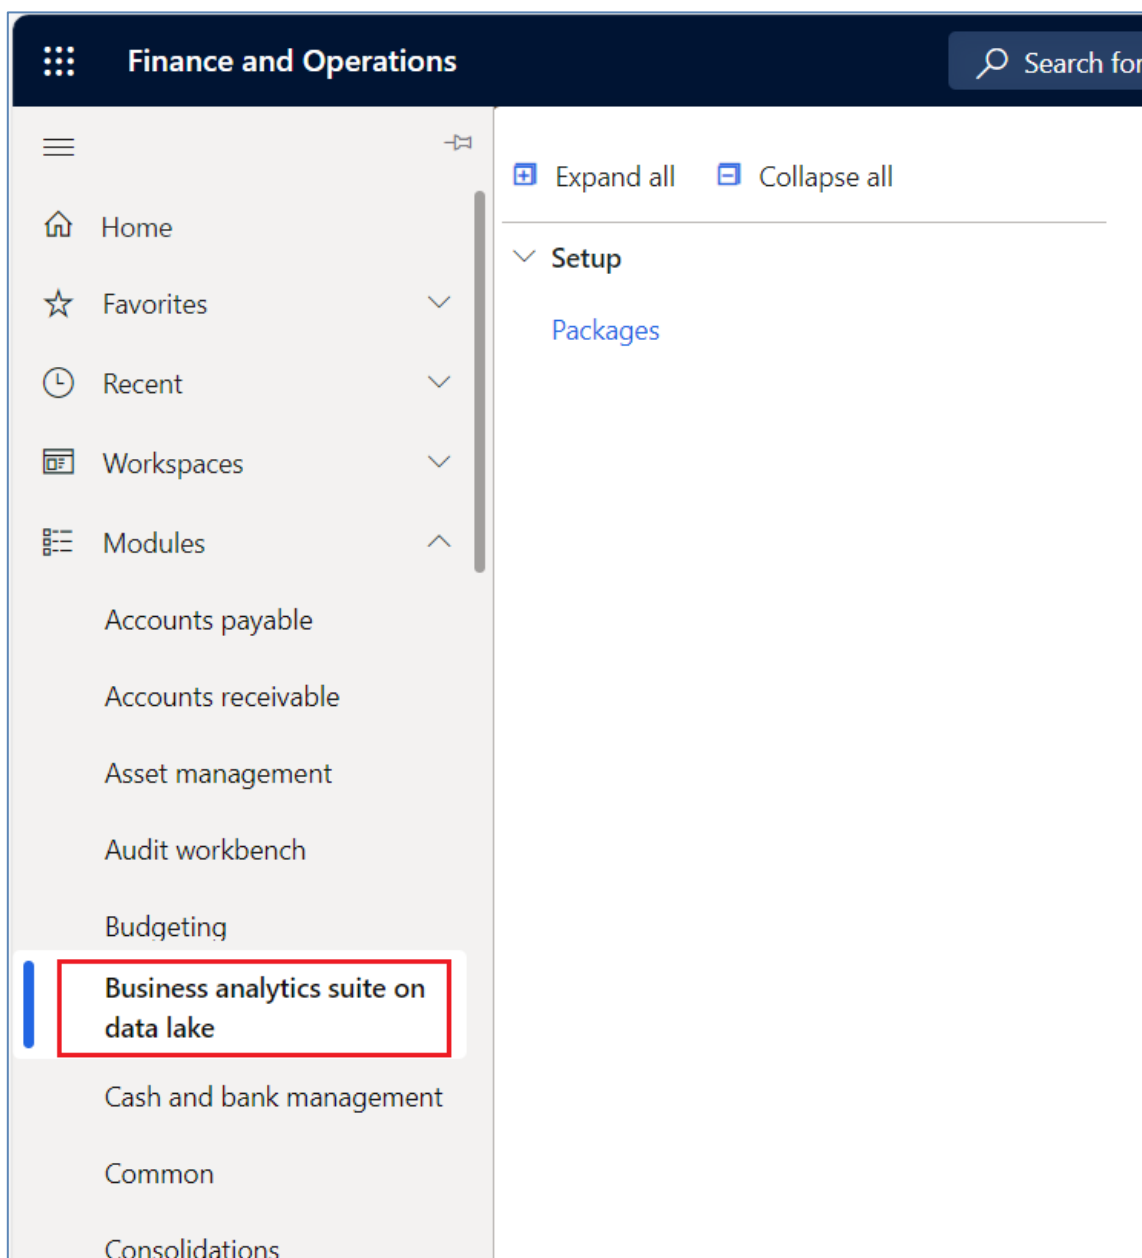 Finance and Operations
Search for
Expand all
Collapse all
Home
Setup
Favorites
Packages
Recent
Workspaces
Modules
Accounts payable
Accounts receivable
Asset management
Audit workbench
Budgeting
Business analytics suite on
data lake
Cash and bank management
Common
Consolidations